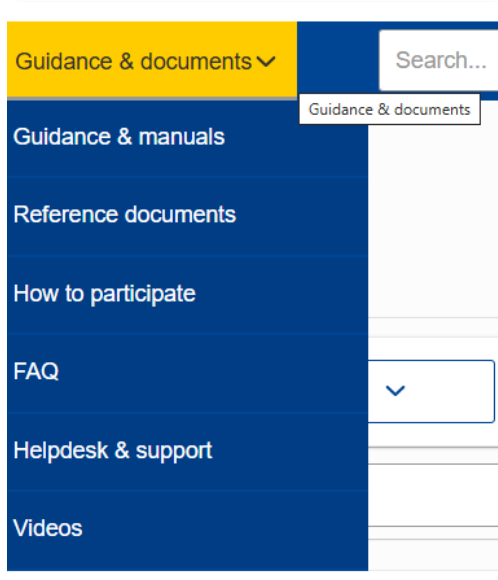 Guidance & documents
Search...
Guidance & documents
Guidance & manuals
Reference documents
How to participate
FAQ
Helpdesk & support
Videos